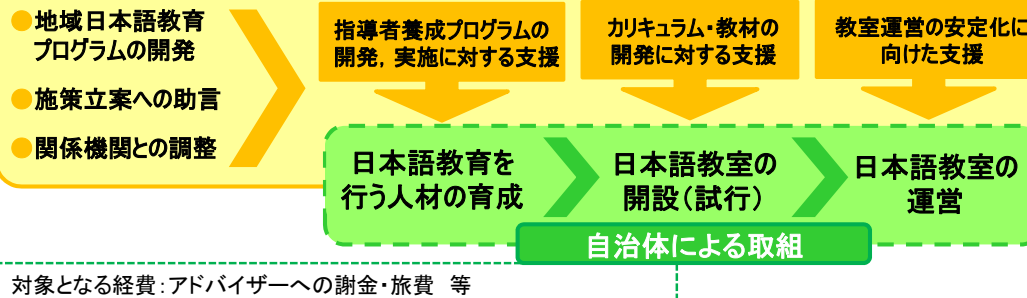 ●地域日本語教育
プログラムの開発
●施策立案への助言
●関係機関との調整
指導者養成プログラムの
開発，実施に対する支援
カリキュラム・教材の
開発に対する支援
教室運営の安定化に
向けた支援
日本語教育を
行う人材の育成
日本語教室の
開設（試行）
日本語教室の
運営
自治体による取組
対象となる経費：アドバイザーへの謝金・旅費　等